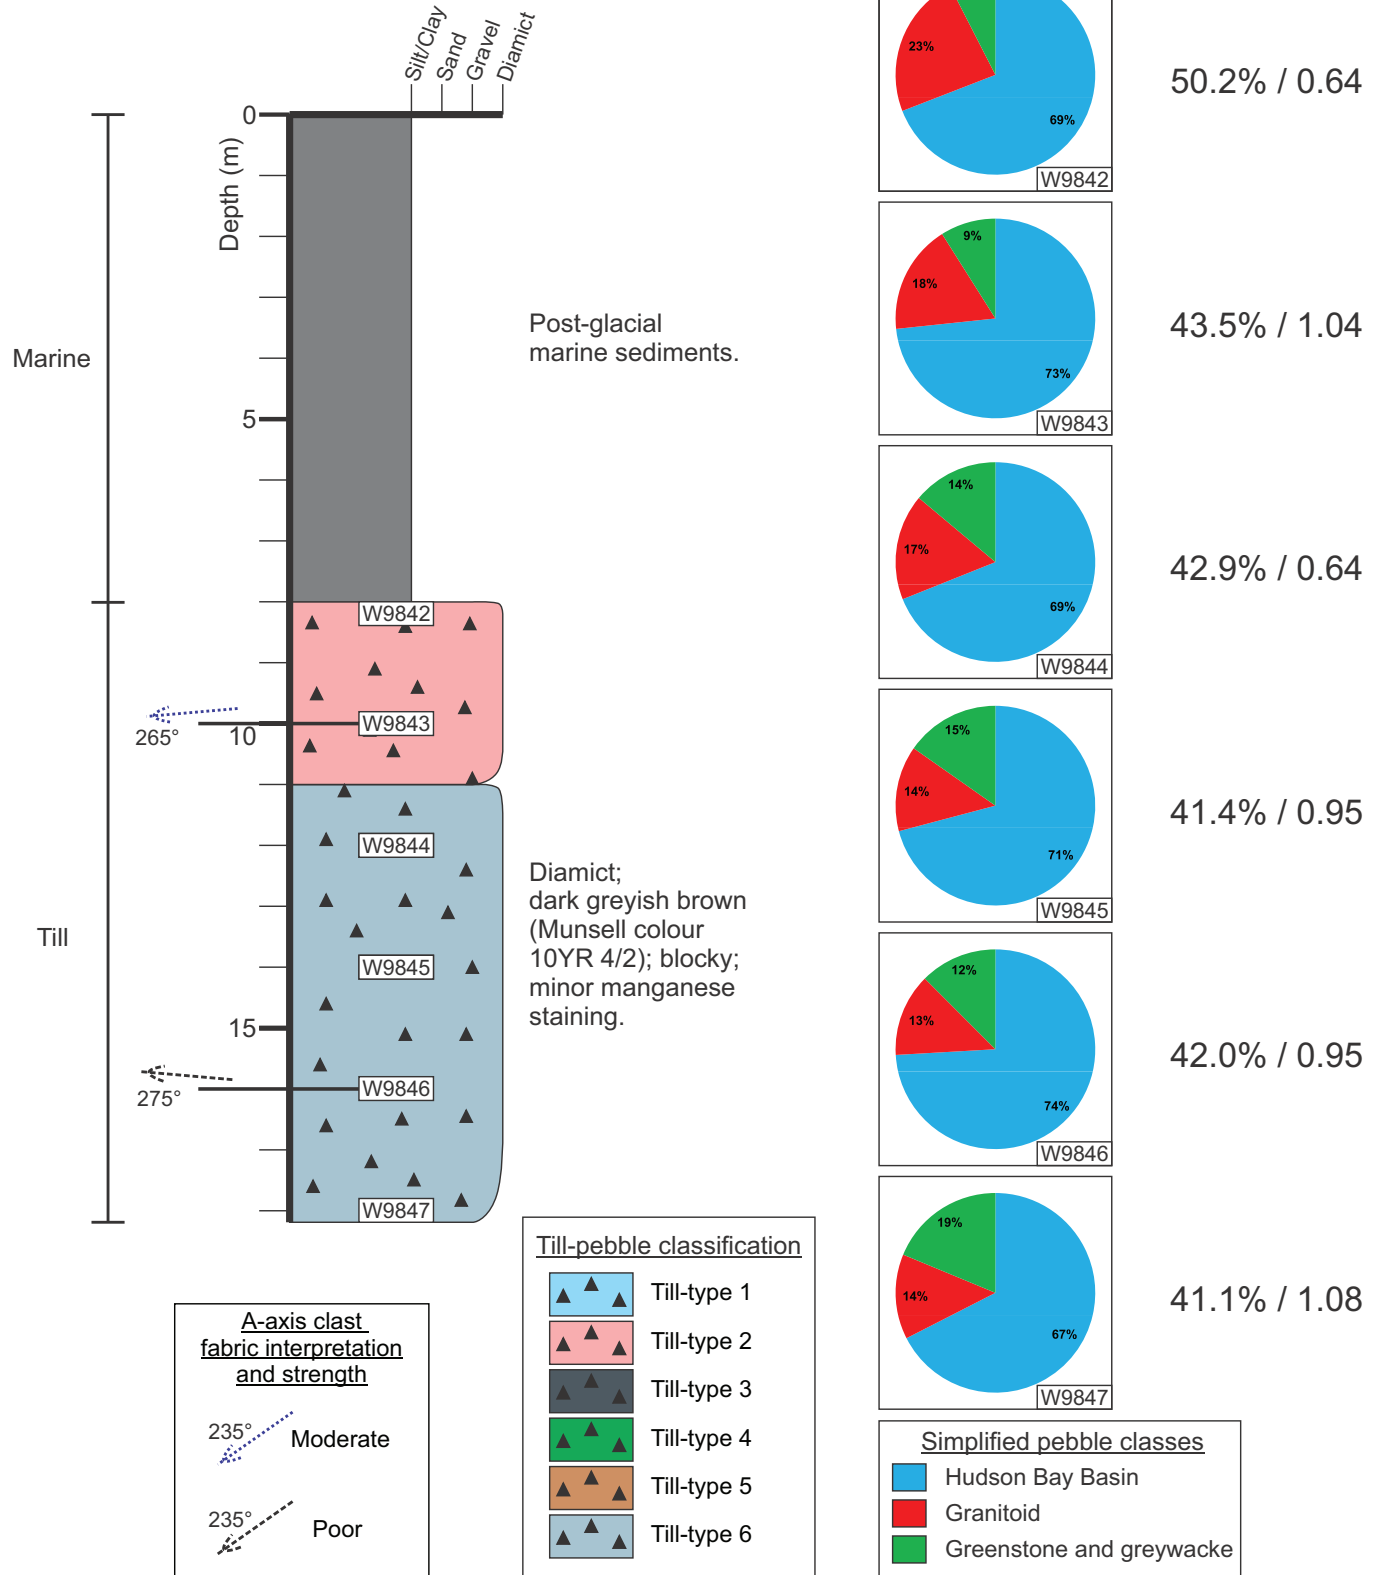 Silt/Clay
Sand
Gravel
Diamict
0
5
10
15
Depth (m)
Marine
Till
Post-glacial
marine sediments.
Diamict;
dark greyish brown
(Munsell colour
10YR 4/2); blocky;
minor manganese
staining.
W9842
W9843
W9844
W9845
W9846
W9847
265°
275°
23%
69%
W9842
50.2% / 0.64
9%
18%
73%
W9843
43.5% / 1.04
14%
17%
69%
W9844
42.9% / 0.64
15%
14%
71%
W9845
41.4% / 0.95
12%
13%
74%
W9846
42.0% / 0.95
19%
14%
67%
W9847
41.1% / 1.08
A-axis clast
fabric interpretation
and strength
235°
Moderate
235°
Poor
Till-pebble classification
Till-type 1
Till-type 2
Till-type 3
Till-type 4
Till-type 5
Till-type 6
Simplified pebble classes
Hudson Bay Basin
Granitoid
Greenstone and greywacke